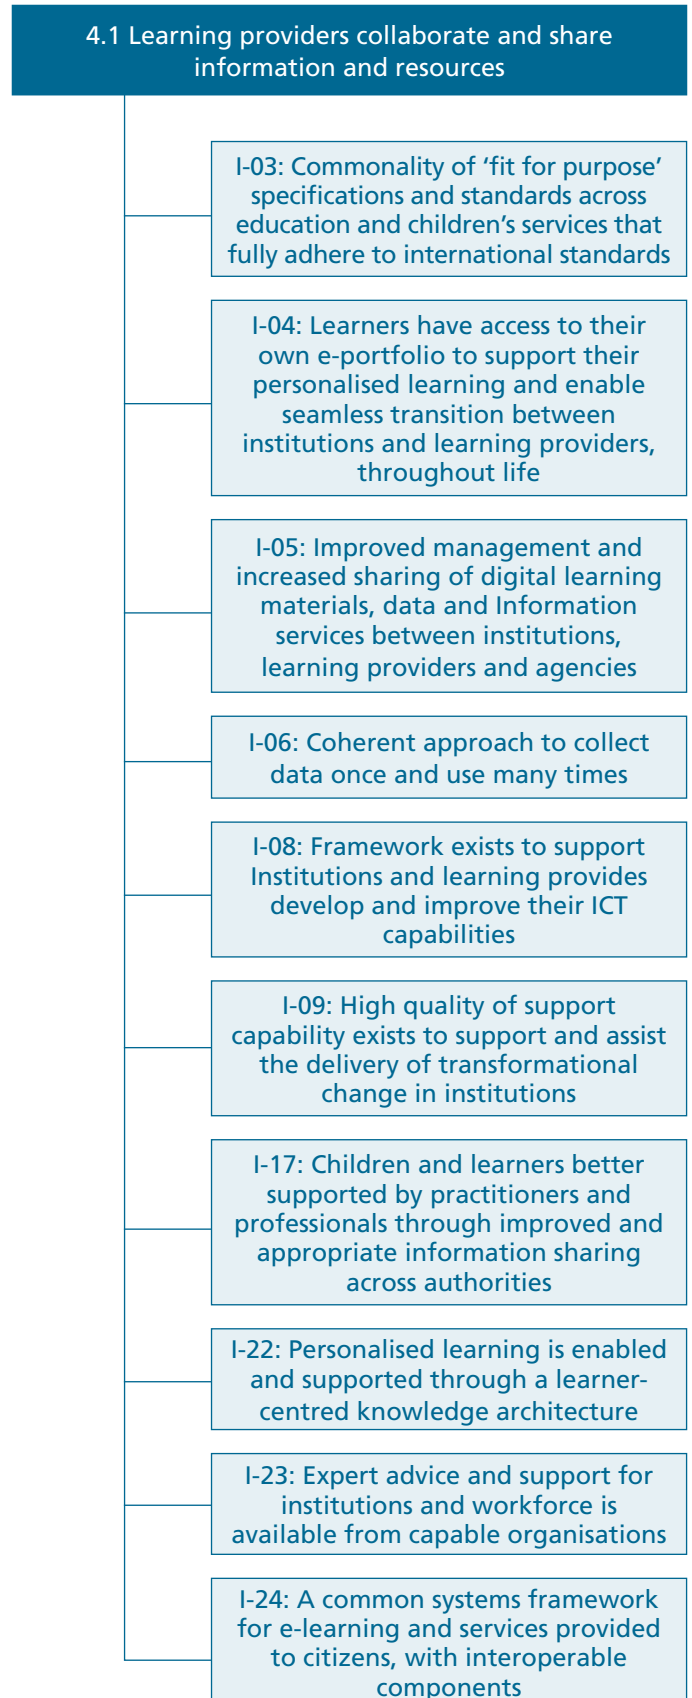 4.1 Learning providers collaborate and share
information and resources
I-03: Commonality of ‘fit for purpose’
specifications and standards across
education and children’s services that
fully adhere to international standards
I-04: Learners have access to their
own e-portfolio to support their
personalised learning and enable
seamless transition between
institutions and learning providers,
throughout life
I-05: Improved management and
increased sharing of digital learning
materials, data and Information
services between institutions,
learning providers and agencies
I-06: Coherent approach to collect
data once and use many times
I-08: Framework exists to support
Institutions and learning provides
develop and improve their ICT
capabilities
I-09: High quality of support
capability exists to support and assist
the delivery of transformational
change in institutions
I-17: Children and learners better
supported by practitioners and
professionals through improved and
appropriate information sharing
across authorities
I-22: Personalised learning is enabled
and supported through a learner-
centred knowledge architecture
I-23: Expert advice and support for
institutions and workforce is
available from capable organisations
I-24: A common systems framework
for e-learning and services provided
to citizens, with interoperable
components